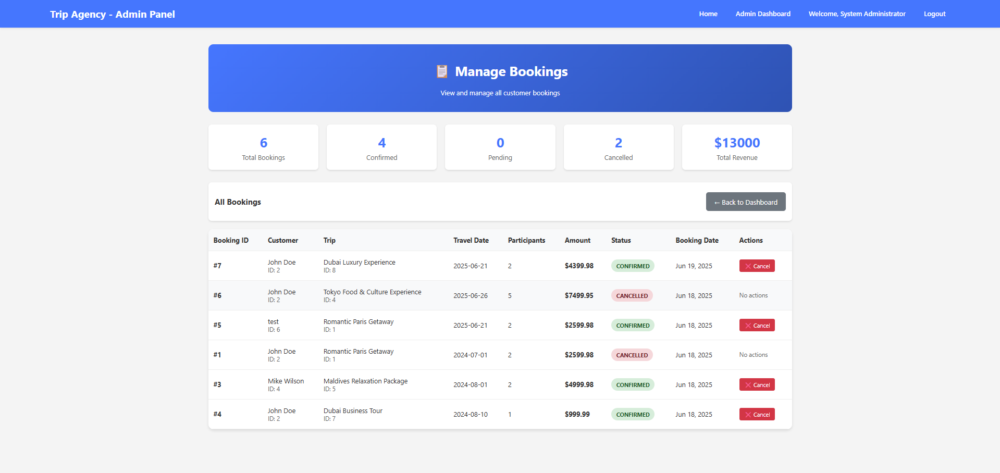 Trip Agency - Admin Panel
Home Admin Dashboard Welcome, System Administrator Logout
Manage Bookings
View and manage all customer bookings
6 4 0 2 $13000
Total Bookings Confirmed Pending Cancelled Total Revenue
All Bookings ← Back to Dashboard
Booking ID Customer Trip Travel Date Participants Amount Status Booking Date Actions
#7 John Doe Dubai Luxury Experience 2025-06-21 2 $4399.98 CONFIRMED Jun 19, 2025 ❌ Cancel
ID: 2 ID: 8
#6 John Doe Tokyo Food & Culture Experience 2025-06-26 5 $7499.95 CANCELLED Jun 18, 2025 No actions
ID: 2 ID: 4
#5 test Romantic Paris Getaway 2025-06-21 2 $2599.98 CONFIRMED Jun 18, 2025 ❌ Cancel
ID: 6 ID: 1
#1 John Doe Romantic Paris Getaway 2024-07-01 2 $2599.98 CANCELLED Jun 18, 2025 No actions
ID: 2 ID: 1
#3 Mike Wilson Maldives Relaxation Package 2024-08-01 2 $4999.98 CONFIRMED Jun 18, 2025 ❌ Cancel
ID: 4 ID: 5
#4 John Doe Dubai Business Tour 2024-08-10 1 $999.99 CONFIRMED Jun 18, 2025 ❌ Cancel
ID: 2 ID: 7